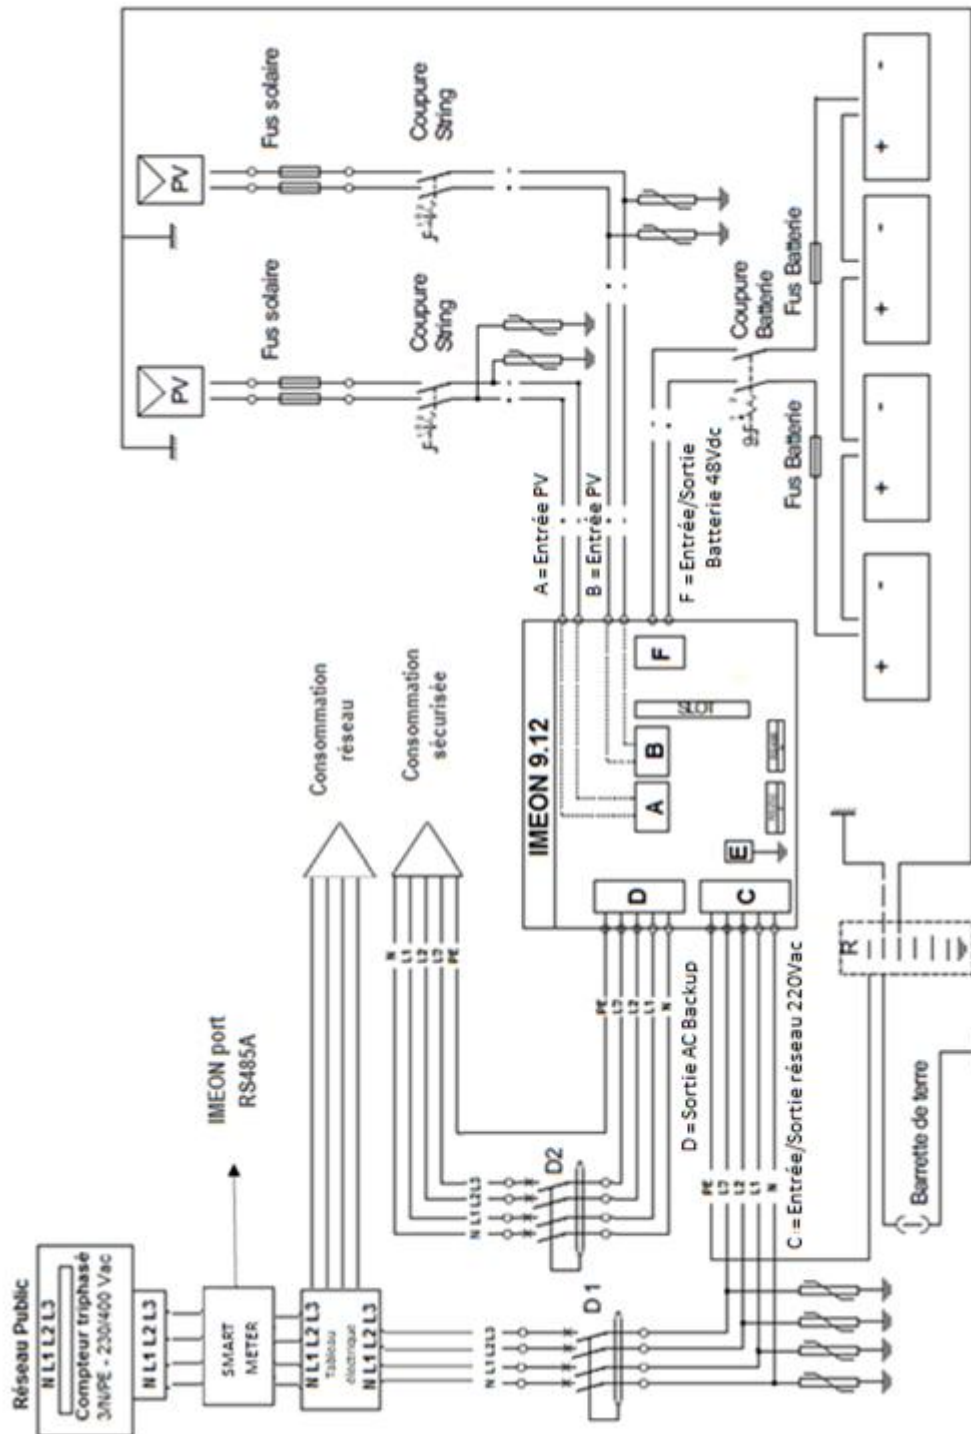 PV
Fus solaire
Coupure
String
PV
Fus solaire
Coupure
String
A = Entrée PV
B = Entrée PV
F = Entrée/Sortie
Batterie 48Vdc
Coupure
Batterie
Fus Batterie
Fus Batterie
+ -
+ -
+ -
+ -
Consommation
réseau
Consommation
sécurisée
IMEON 9.12
A
B
F
SLOT
E
D
C
N
L1
L2
L3
PE
PE
L3
L2
L1
N
D = Sortie AC Backup
PE
L3
L2
L1
N
C = Entrée/Sortie réseau 220Vac
R
Barrette de terre
IMEON port
RS485A
D2
N L1 L2 L3
D1
N L1 L2 L3
Réseau Public
N L1 L2 L3
Compteur triphasé
3/N/PE - 230/400 Vac
N L1 L2 L3
SMART
METER
N L1 L2 L3
Tableau
électrique
N L1 L2 L3